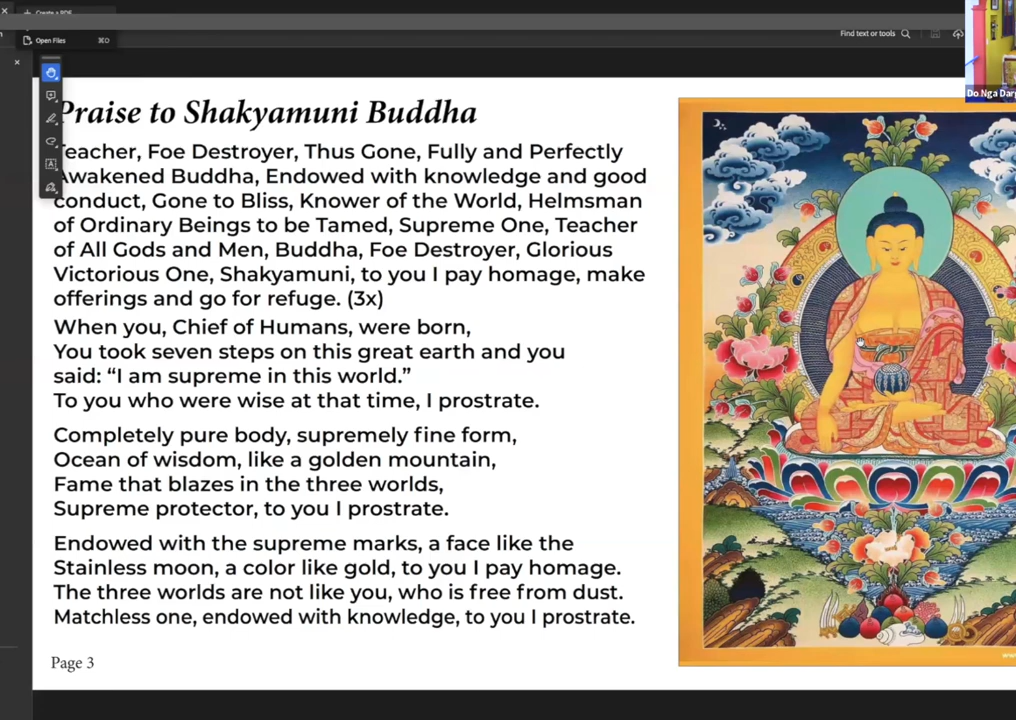 Create a PDF
Open Files ⌘O
Find text or tools
Do Nga Darg
Praise to Shakyamuni Buddha
Teacher, Foe Destroyer, Thus Gone, Fully and Perfectly
Awakened Buddha, Endowed with knowledge and good
conduct, Gone to Bliss, Knower of the World, Helmsman
of Ordinary Beings to be Tamed, Supreme One, Teacher
of All Gods and Men, Buddha, Foe Destroyer, Glorious
Victorious One, Shakyamuni, to you I pay homage, make
offerings and go for refuge. (3x)
When you, Chief of Humans, were born,
You took seven steps on this great earth and you
said: “I am supreme in this world.”
To you who were wise at that time, I prostrate.
Completely pure body, supremely fine form,
Ocean of wisdom, like a golden mountain,
Fame that blazes in the three worlds,
Supreme protector, to you I prostrate.
Endowed with the supreme marks, a face like the
Stainless moon, a color like gold, to you I pay homage.
The three worlds are not like you, who is free from dust.
Matchless one, endowed with knowledge, to you I prostrate.
Page 3